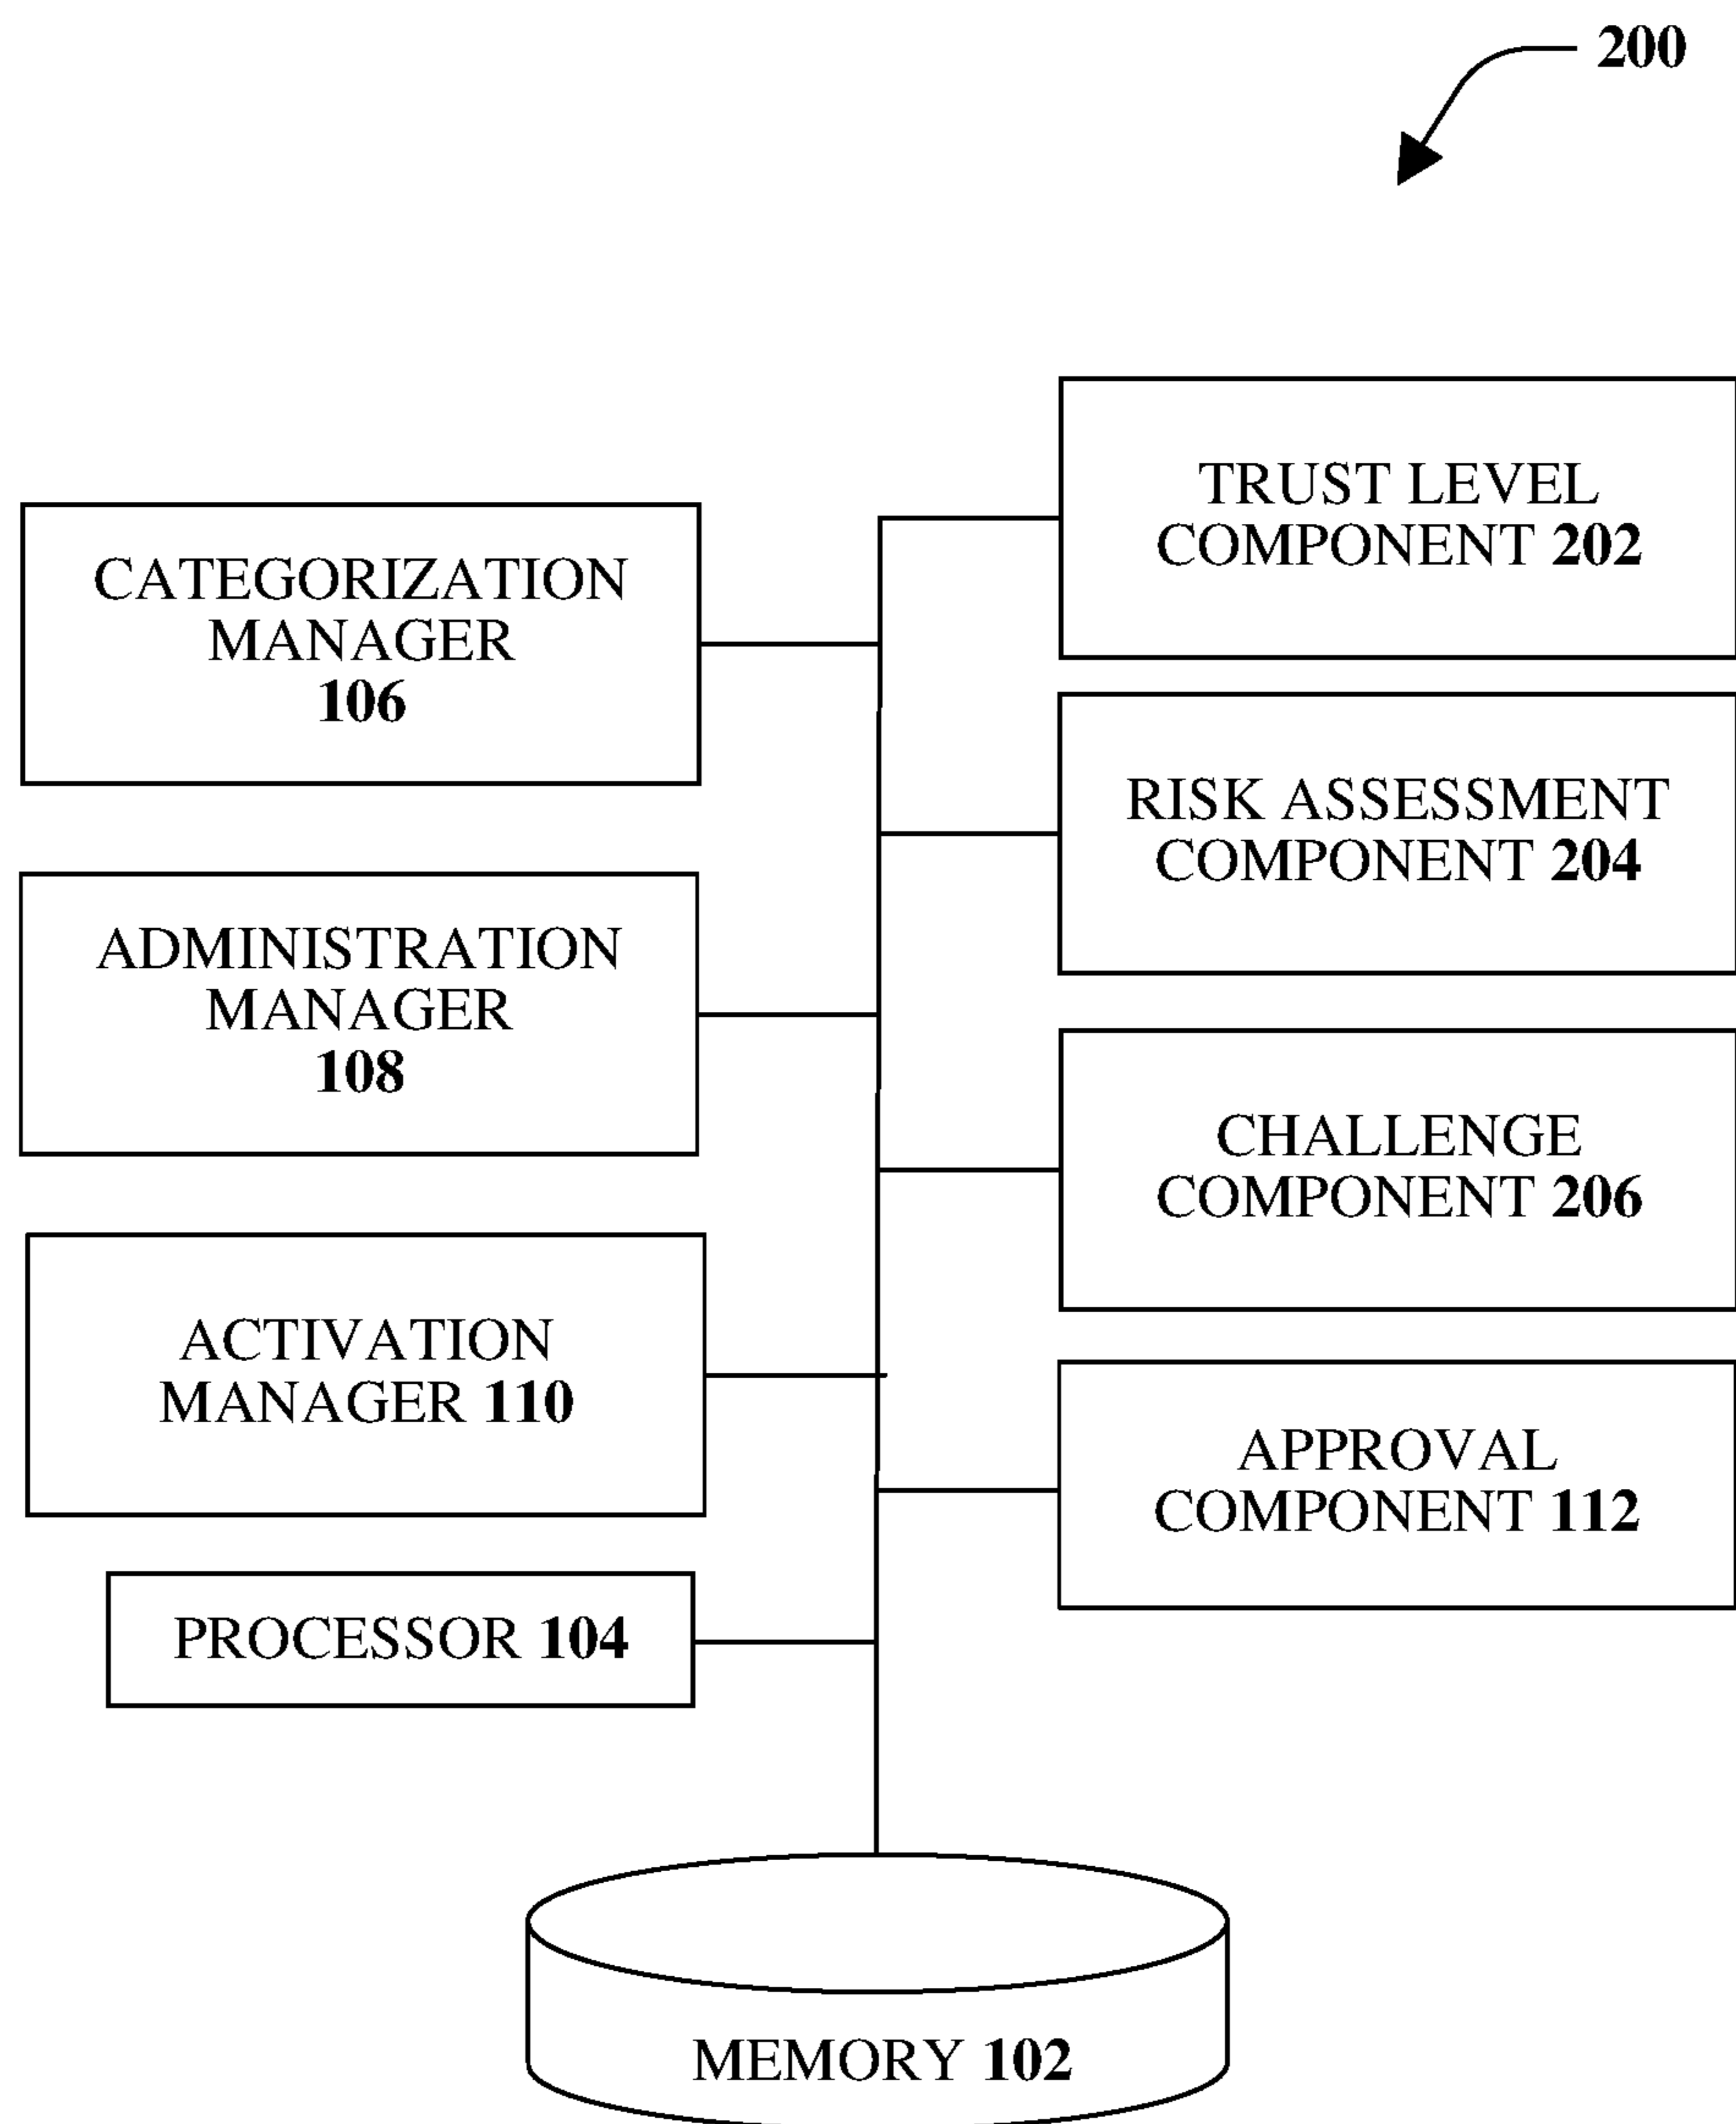 200
CATEGORIZATION
MANAGER
106
ADMINISTRATION
MANAGER
108
ACTIVATION
MANAGER 110
PROCESSOR 104
TRUST LEVEL
COMPONENT 202
RISK ASSESSMENT
COMPONENT 204
CHALLENGE
COMPONENT 206
APPROVAL
COMPONENT 112
MEMORY 102